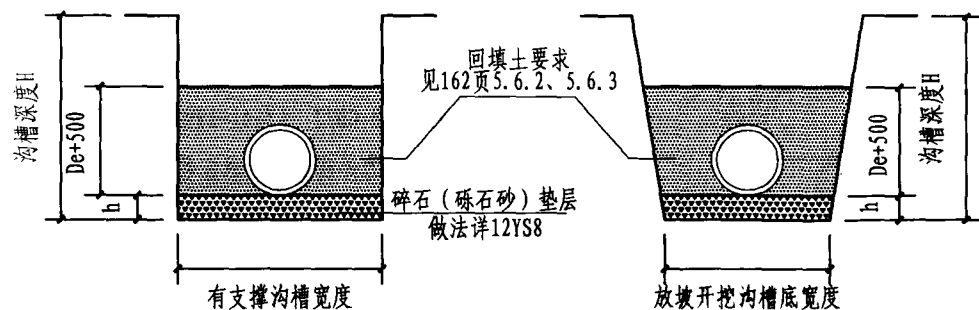 沟槽深度H
De+500
h
回填土要求
见162页5.6.2、5.6.3
碎石（砾石砂）垫层
做法详12YS8
有支撑沟槽宽度
沟槽深度H
De+500
h
放坡开挖沟槽底宽度